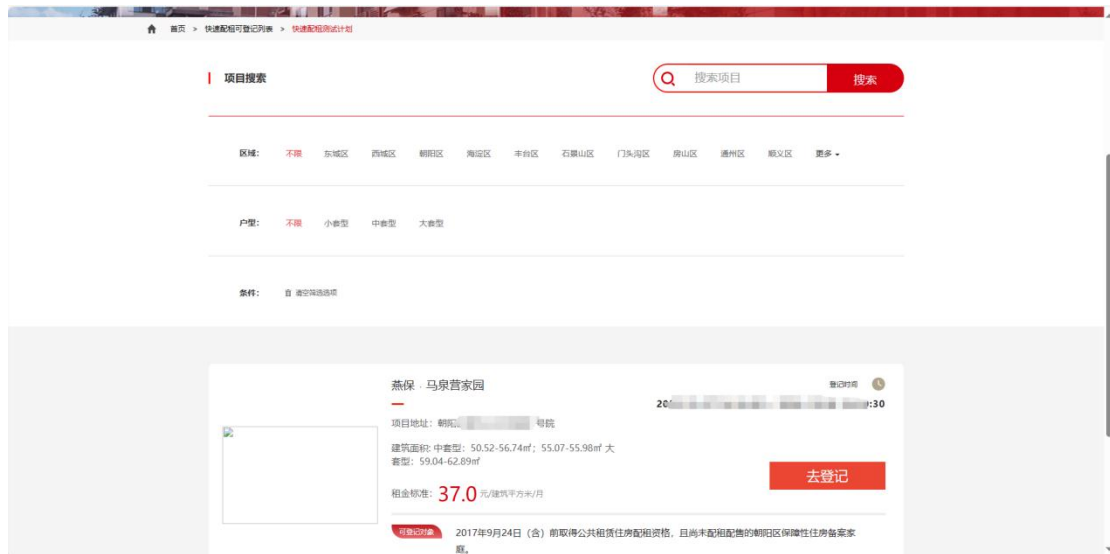 首页 > 快速配租可登记列表 > 快速配租测试计划
项目搜索
搜索项目 搜索
区域: 不限 东城区 西城区 朝阳区 海淀区 丰台区 石景山区 门头沟区 房山区 通州区 顺义区 更多
户型: 不限 小套型 中套型 大套型
条件: 清空筛选选项
燕保·马泉营家园
登记时间
20 :30
项目地址: 朝阳 号院
建筑面积: 中套型: 50.52-56.74㎡; 55.07-55.98㎡ 大
套型: 59.04-62.89㎡
去登记
租金标准: 37.0 元/建筑平方米/月
可登记对象 2017年9月24日（含）前取得公共租赁住房配租资格，且尚未配租配售的朝阳区保障性住房备案家
庭。